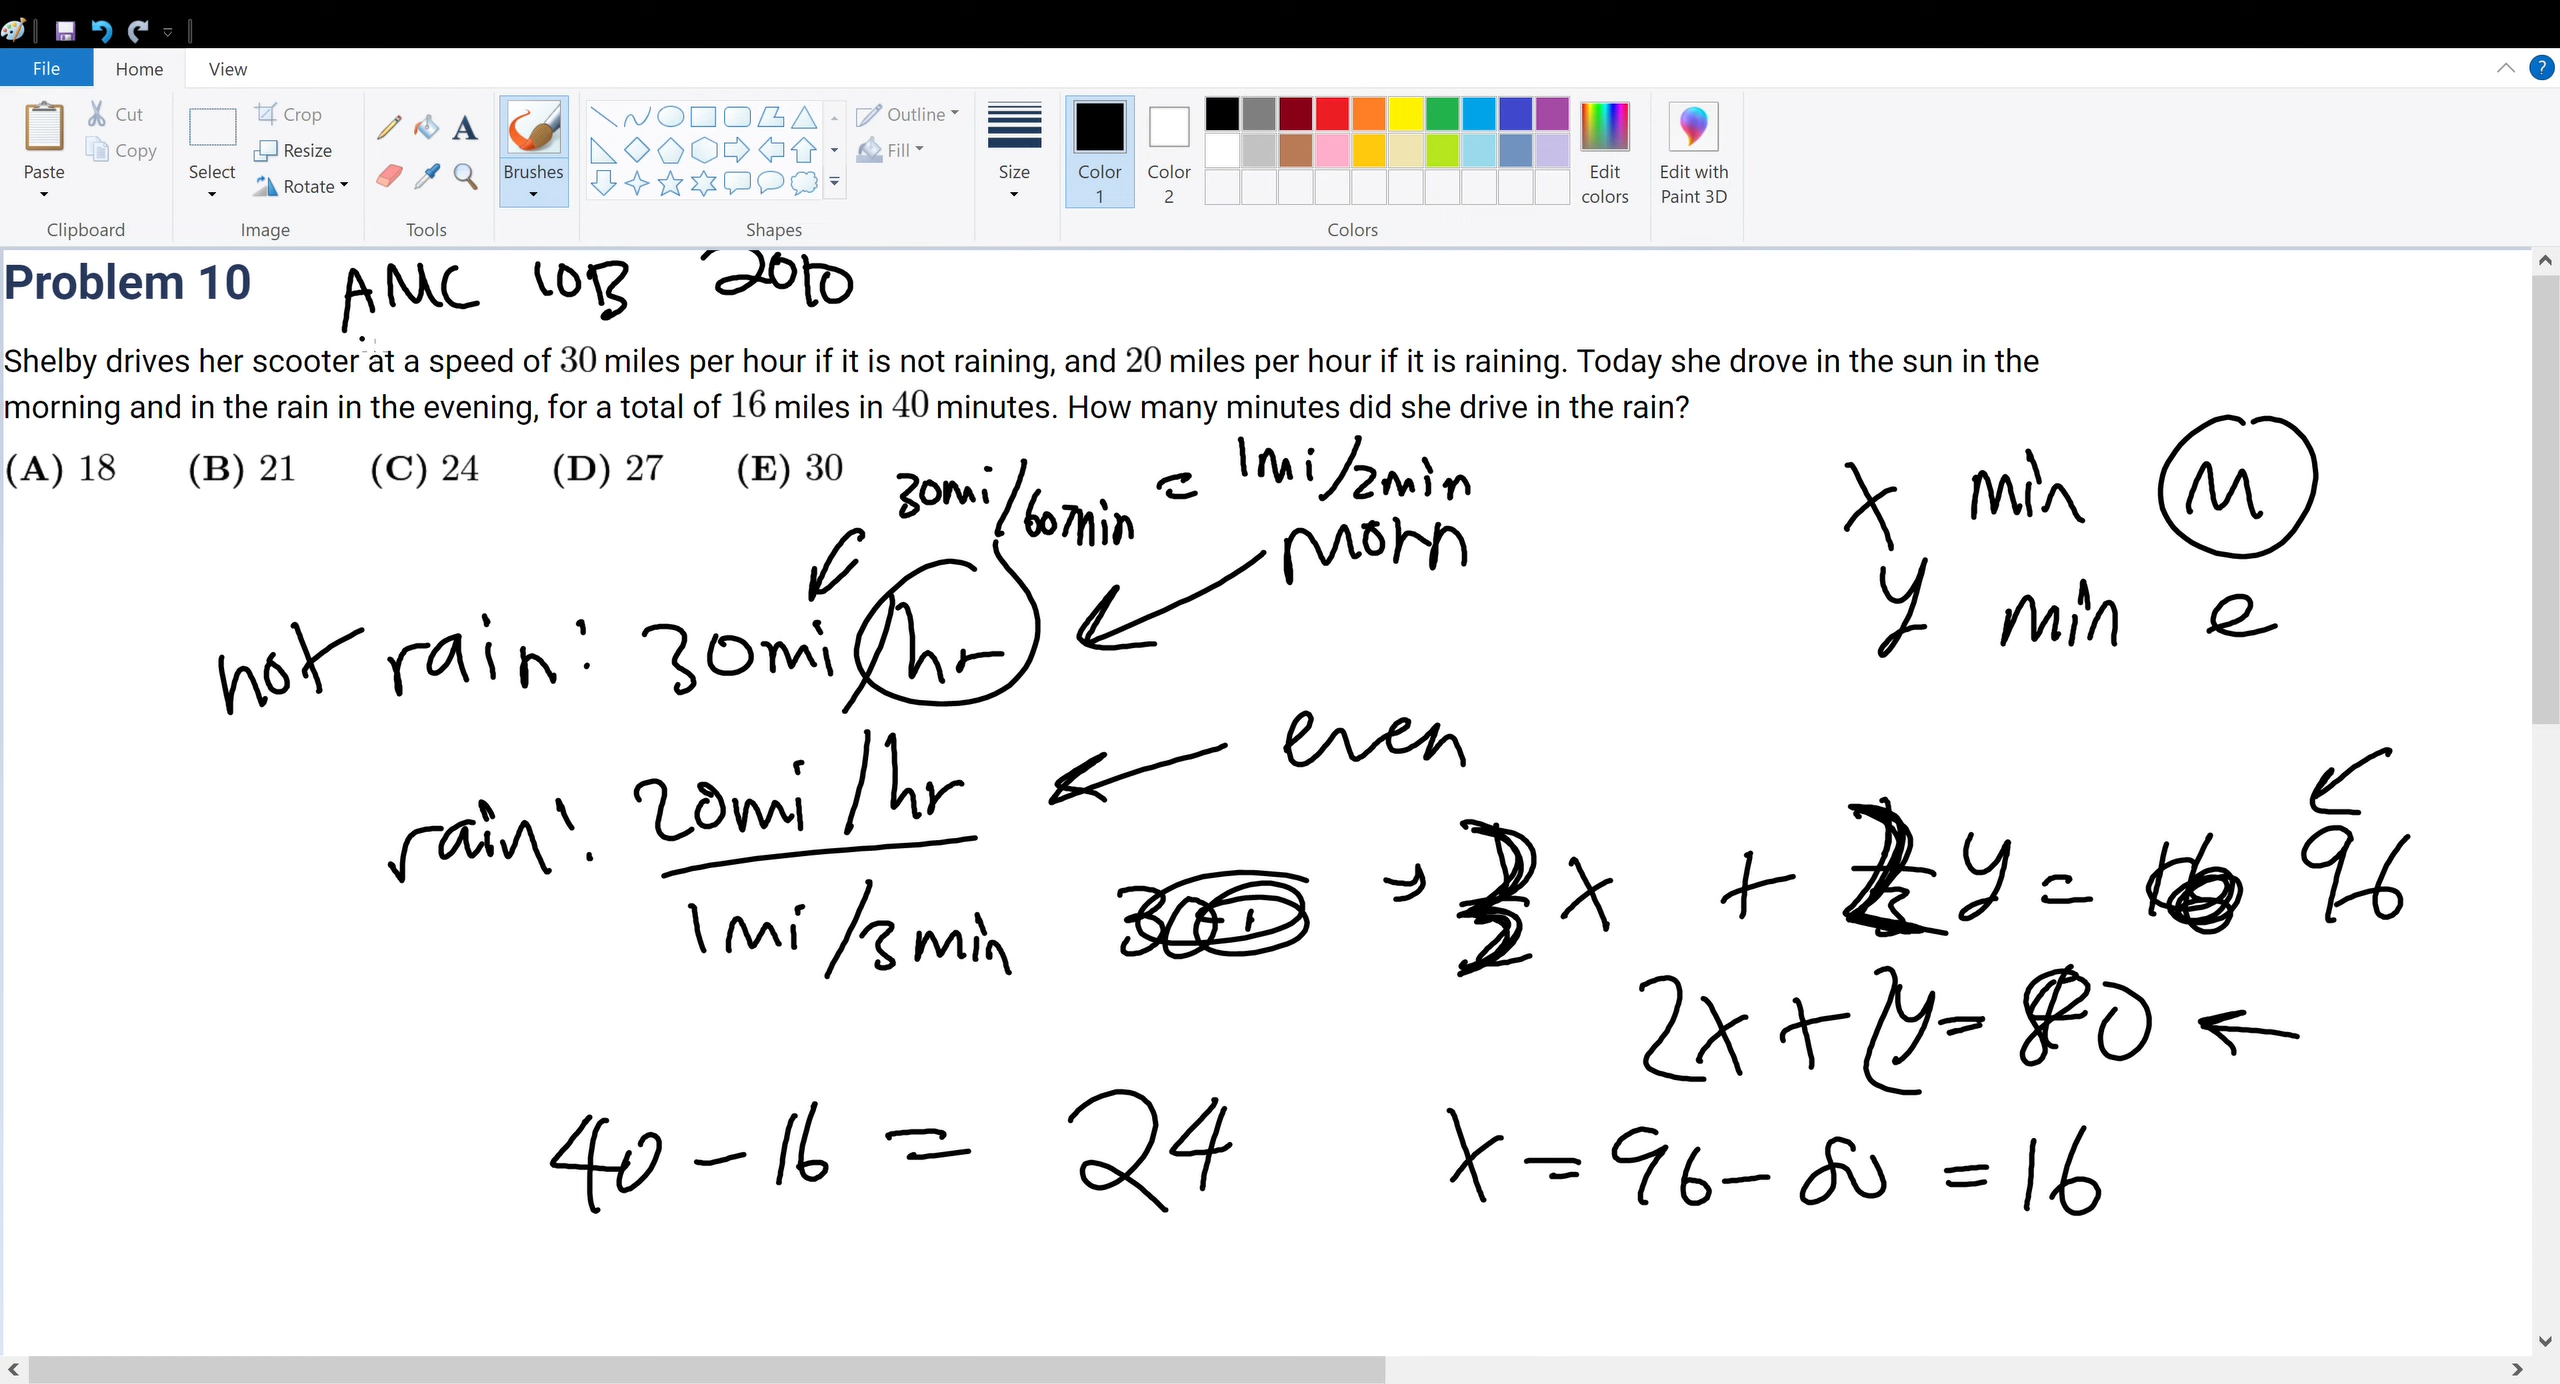 File Home View
Paste Cut Copy Clipboard
Select Crop Resize Rotate Image
A Tools
Brushes
Shapes Outline Fill
Size
Color 1 Color 2 Edit colors Colors
Edit with Paint 3D
?
Problem 10 AMC 10B 2010
Shelby drives her scooter at a speed of 30 miles per hour if it is not raining, and 20 miles per hour if it is raining. Today she drove in the sun in the
morning and in the rain in the evening, for a total of 16 miles in 40 minutes. How many minutes did she drive in the rain?
(A) 18 (B) 21 (C) 24 (D) 27 (E) 30
30mi/60min = 1mi/2min
x min M
morn
y min e
not rain: 30mi/hr
even
rain: 20mi/hr
1mi/3min
x + y = 96
2x + 2y = 80
40 - 16 = 24
x = 96 - 80 = 16